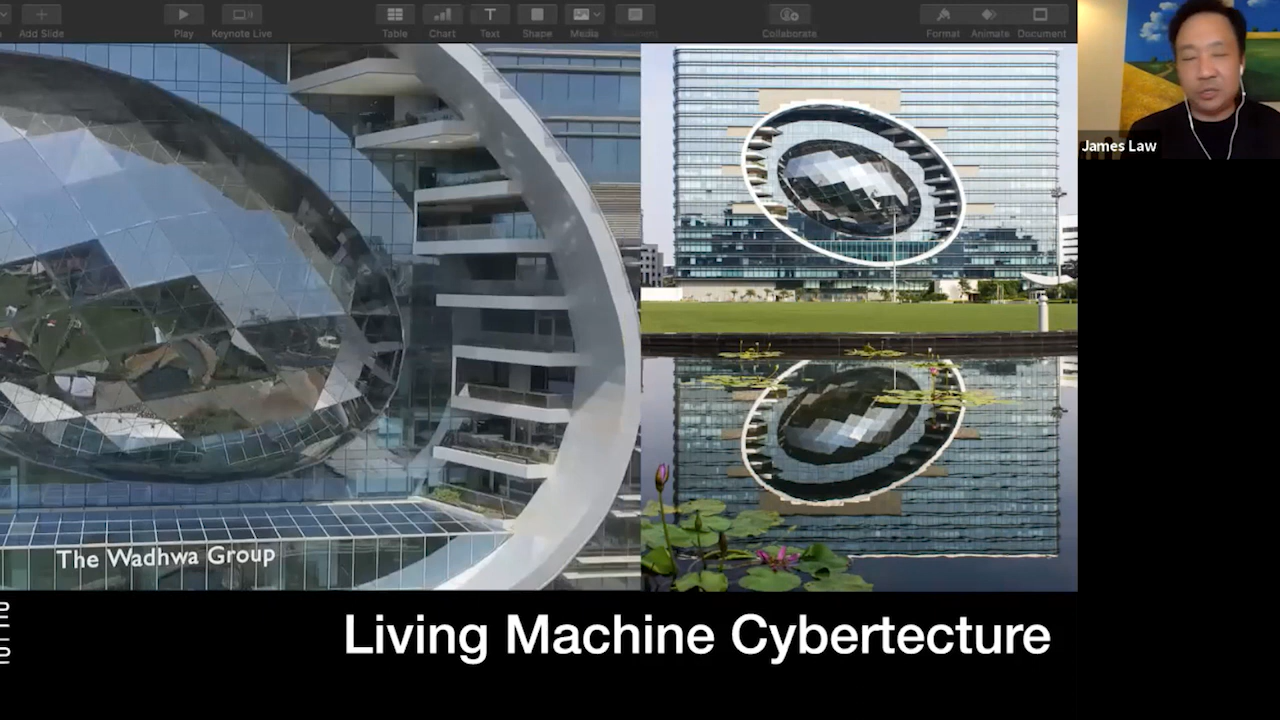 Add Slide
Play
Keynote Live
Table
Chart
Text
Shape
Media
Collaborate
Format
Animate
Document
James Law
The Wadhwa Group
Living Machine Cybertecture